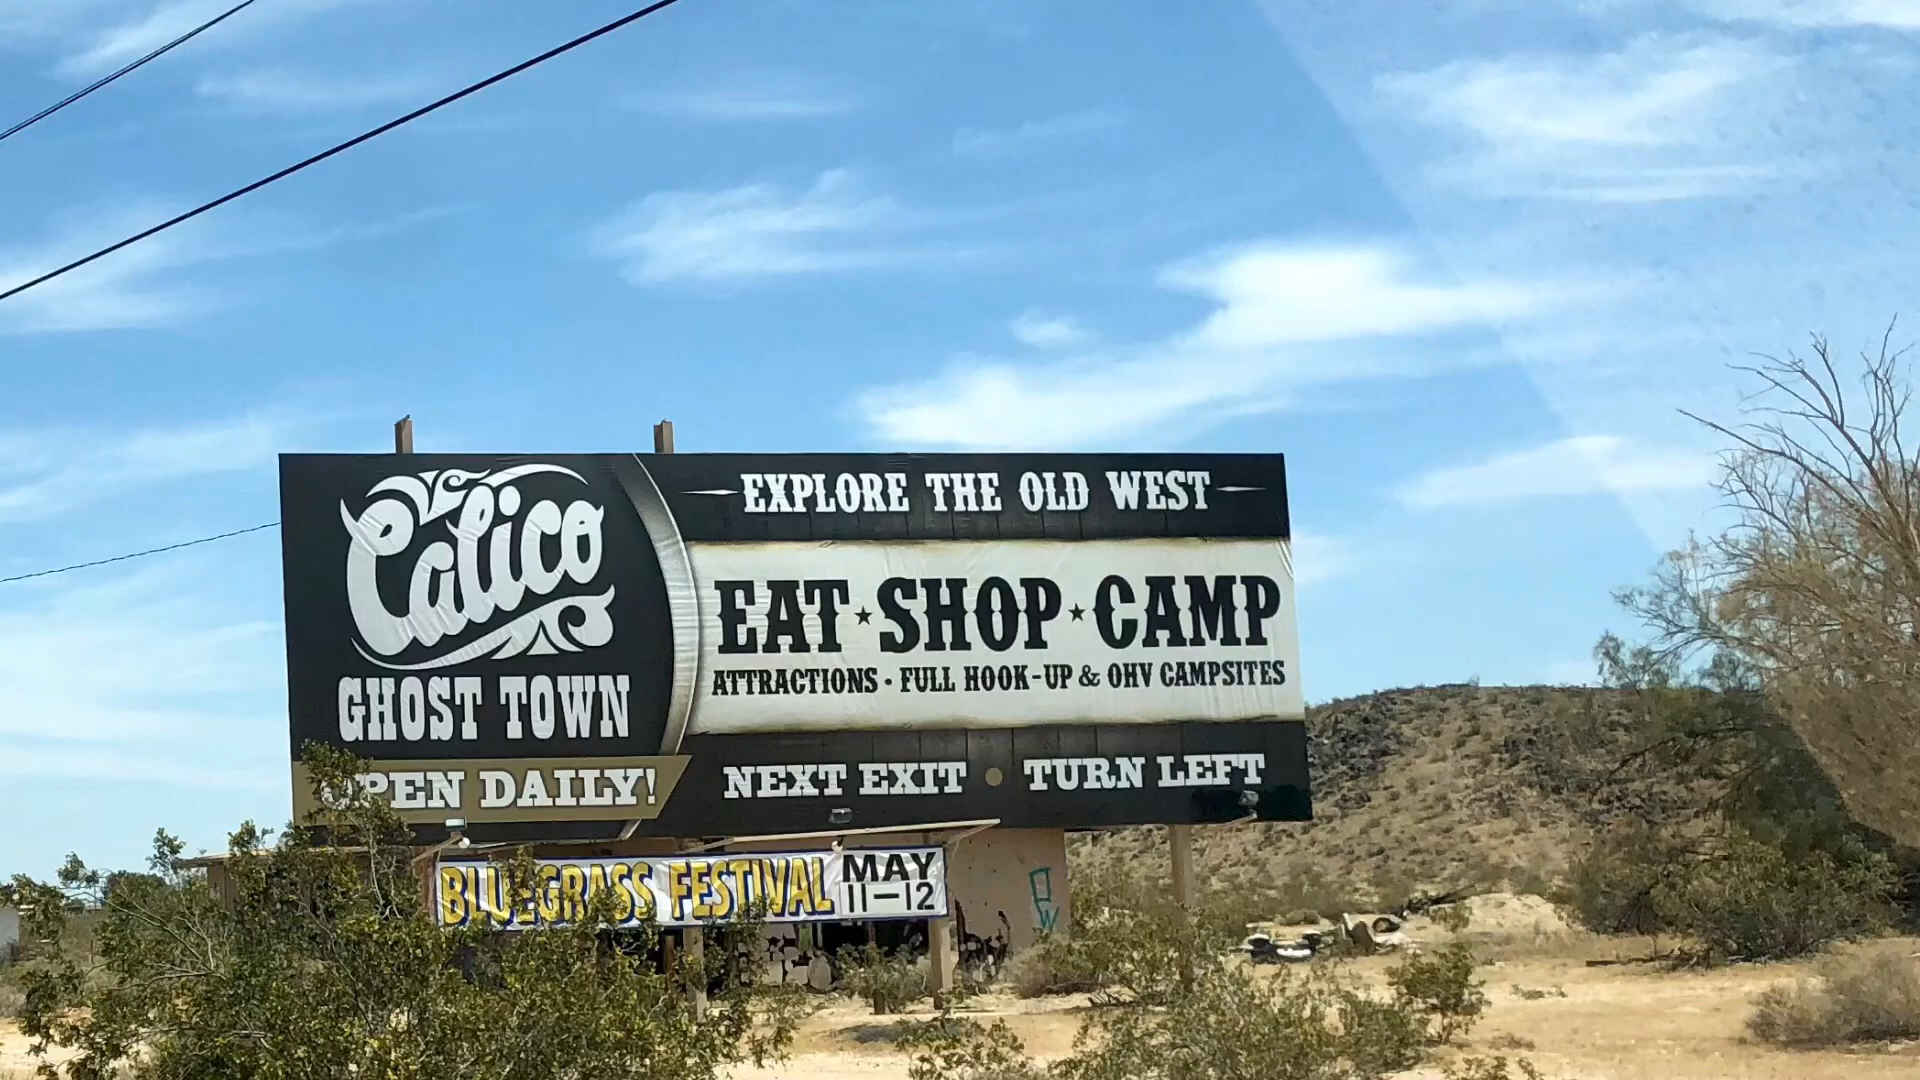 Calico
GHOST TOWN
OPEN DAILY!
EXPLORE THE OLD WEST
EAT ★ SHOP ★ CAMP
ATTRACTIONS • FULL HOOK-UP & OHV CAMPSITES
NEXT EXIT • TURN LEFT
BLUEGRASS FESTIVAL
MAY
11-12